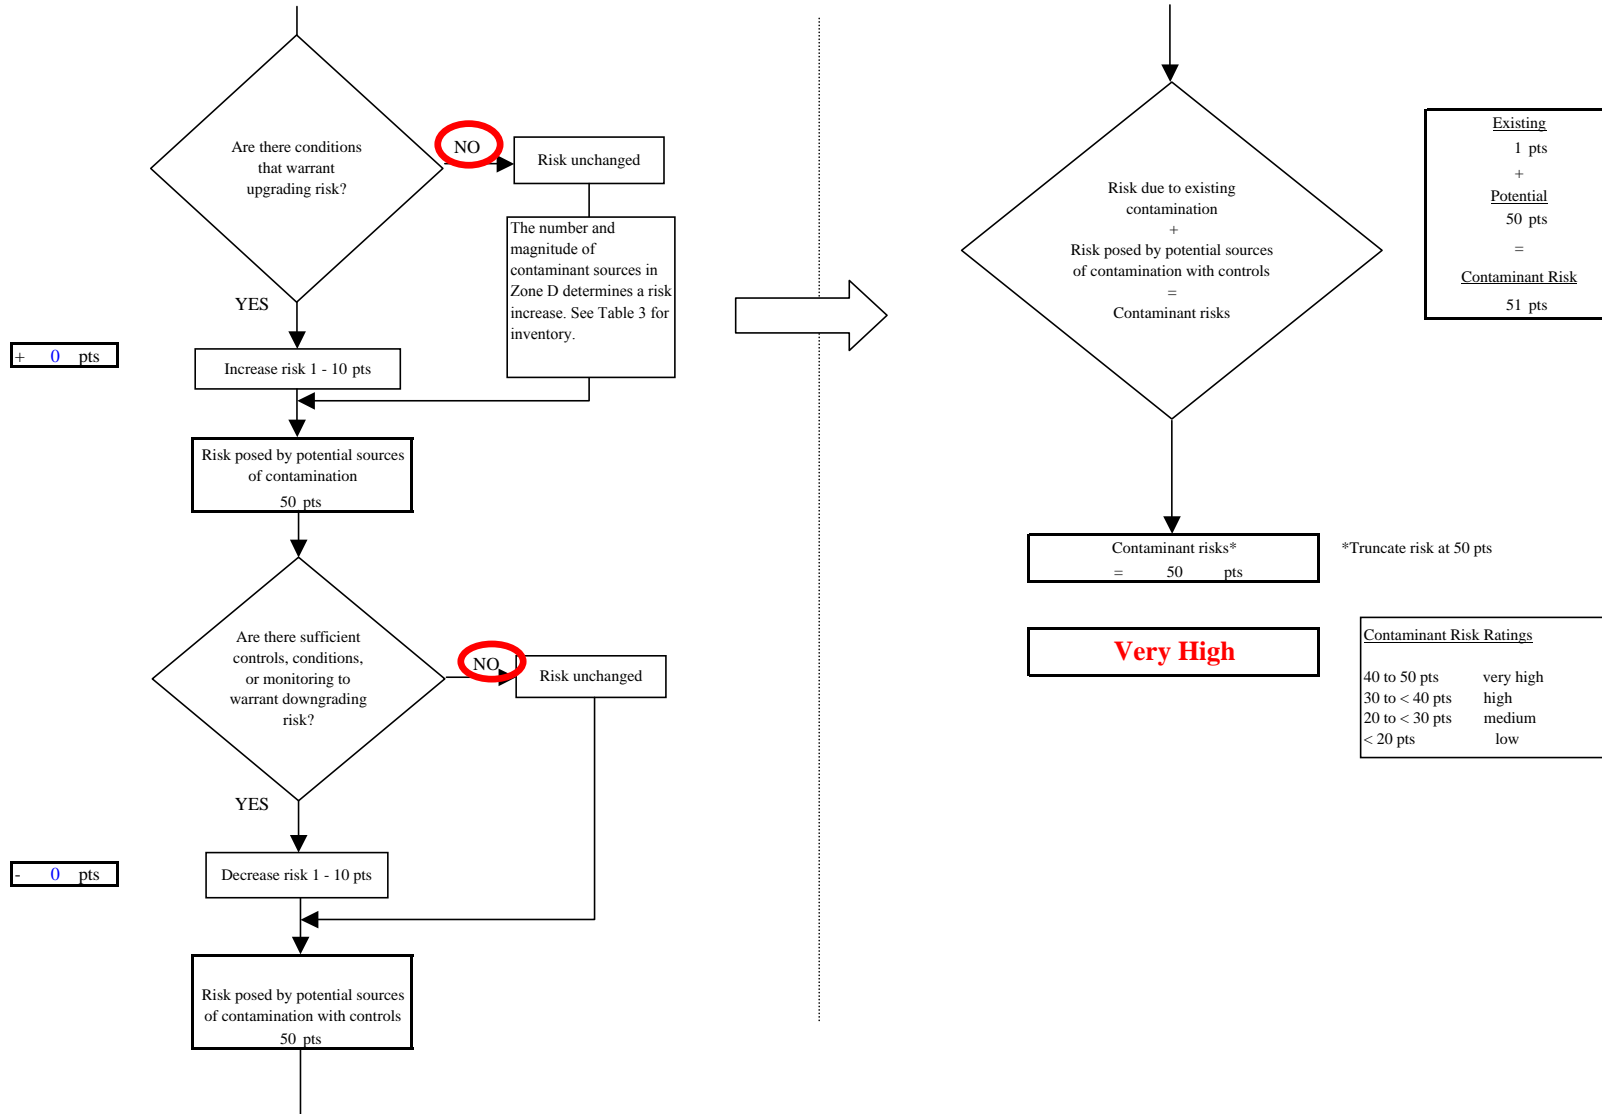 Are there conditions
that warrant
upgrading risk?
NO
Risk unchanged
The number and
magnitude of
contaminant sources in
Zone D determines a risk
increase. See Table 3 for
inventory.
YES
+ 0 pts
Increase risk 1 - 10 pts
Risk posed by potential sources
of contamination
50 pts
Are there sufficient
controls, conditions,
or monitoring to
warrant downgrading
risk?
NO
Risk unchanged
YES
- 0 pts
Decrease risk 1 - 10 pts
Risk posed by potential sources
of contamination with controls
50 pts
Risk due to existing
contamination
+
Risk posed by potential sources
of contamination with controls
=
Contaminant risks
Existing
1 pts
+
Potential
50 pts
=
Contaminant Risk
51 pts
Contaminant risks*
= 50 pts
*Truncate risk at 50 pts
Very High
Contaminant Risk Ratings
40 to 50 pts very high
30 to < 40 pts high
20 to < 30 pts medium
< 20 pts low